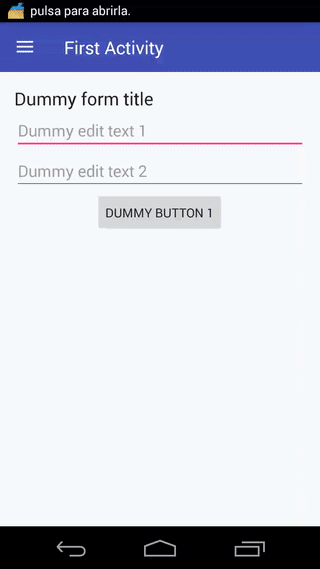 pulsa para abrirla.
First Activity
Dummy form title
Dummy edit text 1
Dummy edit text 2
DUMMY BUTTON 1